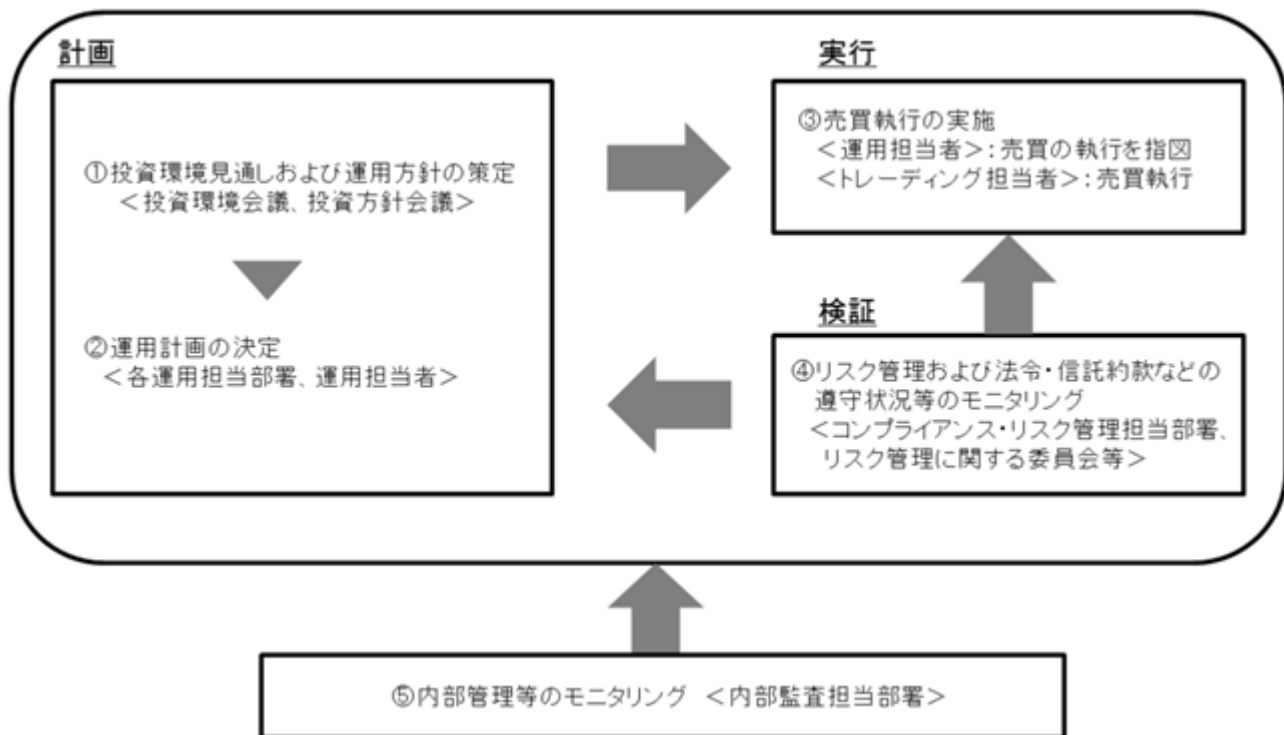 計画
①投資環境見通しおよび運用方針の策定
＜投資環境会議、投資方針会議＞
②運用計画の決定
＜各運用担当部署、運用担当者＞
実行
③売買執行の実施
＜運用担当者＞：売買の執行を指図
＜トレーディング担当者＞：売買執行
検証
④リスク管理および法令・信託約款などの
遵守状況等のモニタリング
＜コンプライアンス・リスク管理担当部署、
リスク管理に関する委員会等＞
⑤内部管理等のモニタリング ＜内部監査担当部署＞